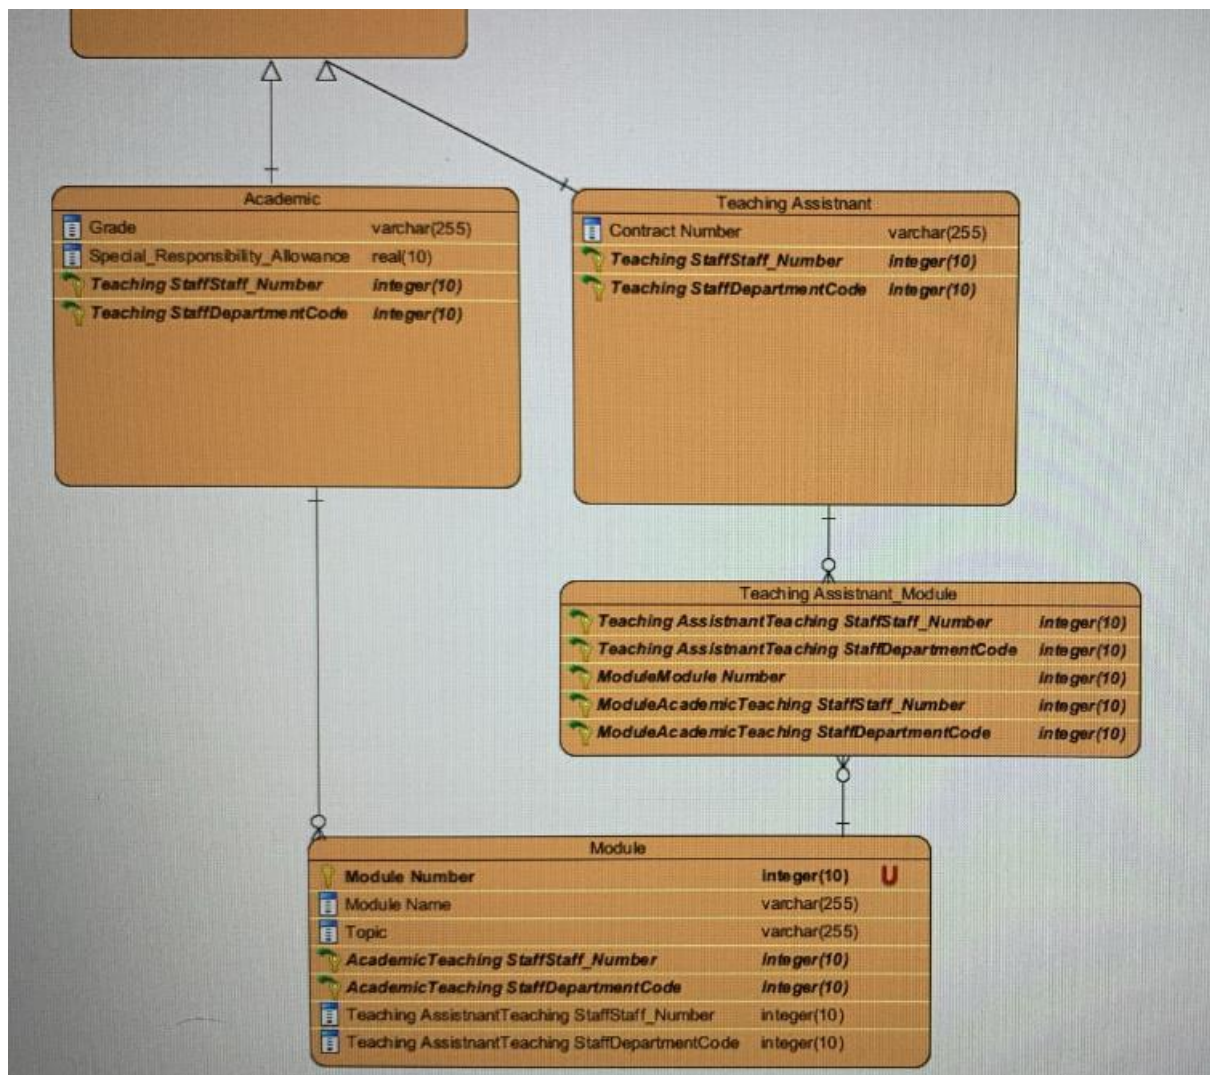 Academic
Grade varchar(255)
Special_Responsibility_Allowance real(10)
Teaching StaffStaff_Number integer(10)
Teaching StaffDepartmentCode integer(10)
Teaching Assistnant
Contract Number varchar(255)
Teaching StaffStaff_Number integer(10)
Teaching StaffDepartmentCode integer(10)
Teaching Assistnant_Module
Teaching AssistnantTeaching StaffStaff_Number integer(10)
Teaching AssistnantTeaching StaffDepartmentCode integer(10)
ModuleModule Number integer(10)
ModuleAcademicTeaching StaffStaff_Number integer(10)
ModuleAcademicTeaching StaffDepartmentCode integer(10)
Module
Module Number integer(10) U
Module Name varchar(255)
Topic varchar(255)
AcademicTeaching StaffStaff_Number integer(10)
AcademicTeaching StaffDepartmentCode integer(10)
Teaching AssistnantTeaching StaffStaff_Number integer(10)
Teaching AssistnantTeaching StaffDepartmentCode integer(10)